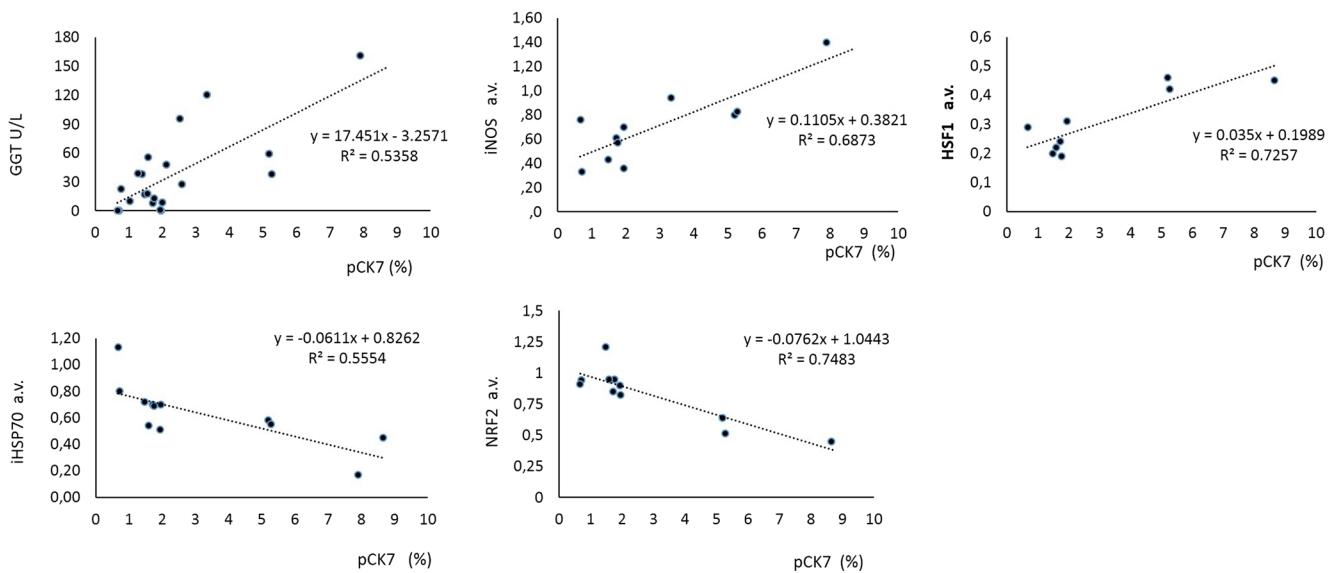 GGT U/L
180
150
120
90
60
30
0
y = 17.451x - 3.2571
R² = 0.5358
0 1 2 3 4 5 6 7 8 9 10
pCK7 (%)
iNOS a.v.
1,60
1,40
1,20
1,0
,80
,60
,40
,20
,0
y = 0.1105x + 0.3821
R² = 0.6873
0 1 2 3 4 5 6 7 8 9 10
pCK7 (%)
HSF1 a.v.
0,6
0,5
0,4
0,3
0,2
0,1
0
y = 0.035x + 0.1989
R² = 0.7257
0 1 2 3 4 5 6 7 8 9 10
pCK7 (%)
iHSP70 a.v.
1,20
1,00
0,80
0,60
0,40
0,20
0,00
y = -0.0611x + 0.8262
R² = 0.5554
0 1 2 3 4 5 6 7 8 9 10
pCK7 (%)
NRF2 a.v.
1,5
1,25
1
0,75
0,5
0,25
0
y = -0.0762x + 1.0443
R² = 0.7483
0 1 2 3 4 5 6 7 8 9 10
pCK7 (%)